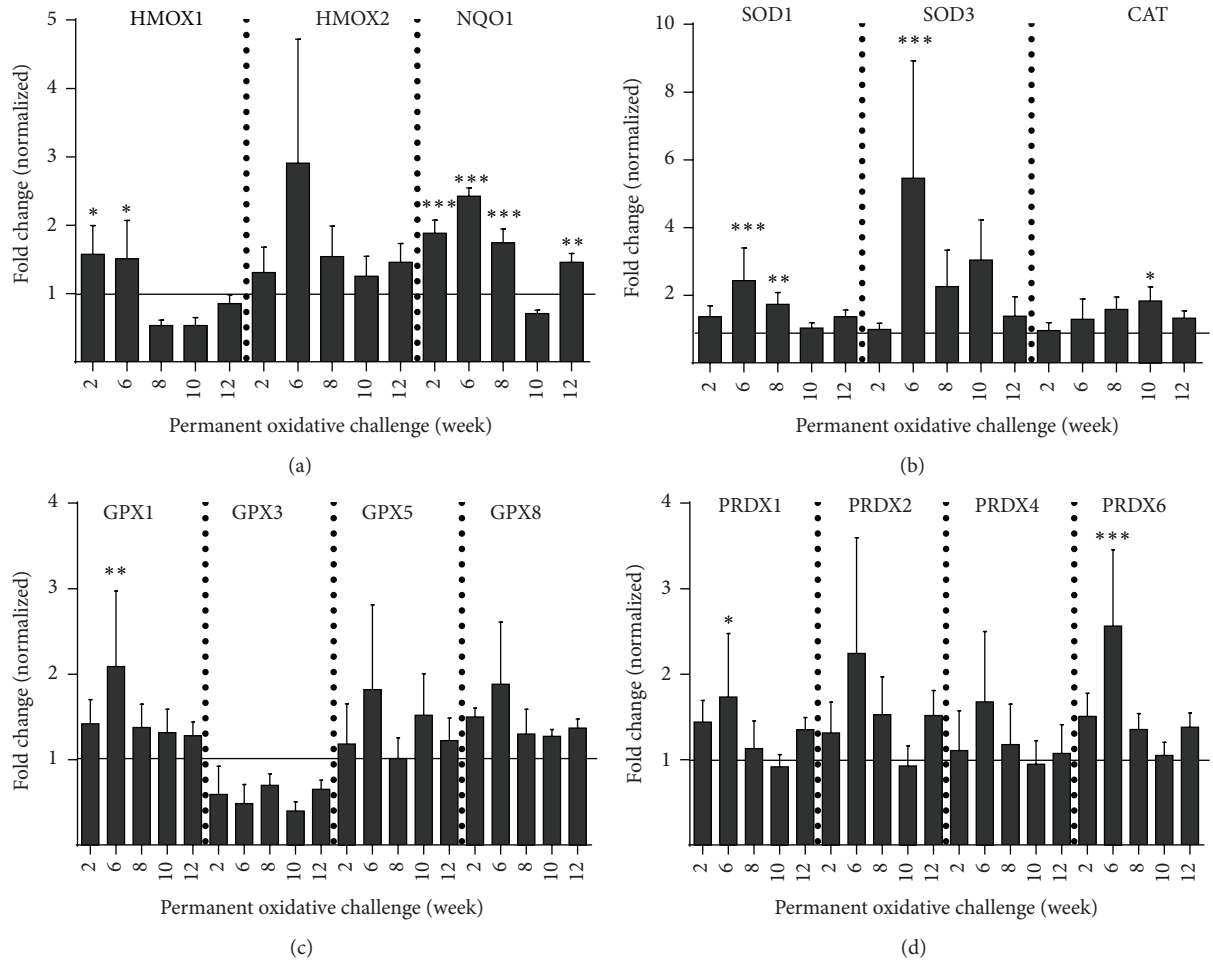 HMOX1 HMOX2 NQO1
5
4
3
2
1
0
Fold change (normalized)
* * *** *** *** **
2 6 8 10 12 2 6 8 10 12 2 6 8 10 12
Permanent oxidative challenge (week)
(a)
SOD1 SOD3 CAT
10
8
6
4
2
Fold change (normalized)
*** ** *** *
2 6 8 10 12 2 6 8 10 12 2 6 8 10 12
Permanent oxidative challenge (week)
(b)
GPX1 GPX3 GPX5 GPX8
4
3
2
1
Fold change (normalized)
**
2 6 8 10 12 2 6 8 10 12 2 6 8 10 12 2 6 8 10 12
Permanent oxidative challenge (week)
(c)
PRDX1 PRDX2 PRDX4 PRDX6
4
3
2
1
Fold change (normalized)
* ***
2 6 8 10 12 2 6 8 10 12 2 6 8 10 12 2 6 8 10 12
Permanent oxidative challenge (week)
(d)